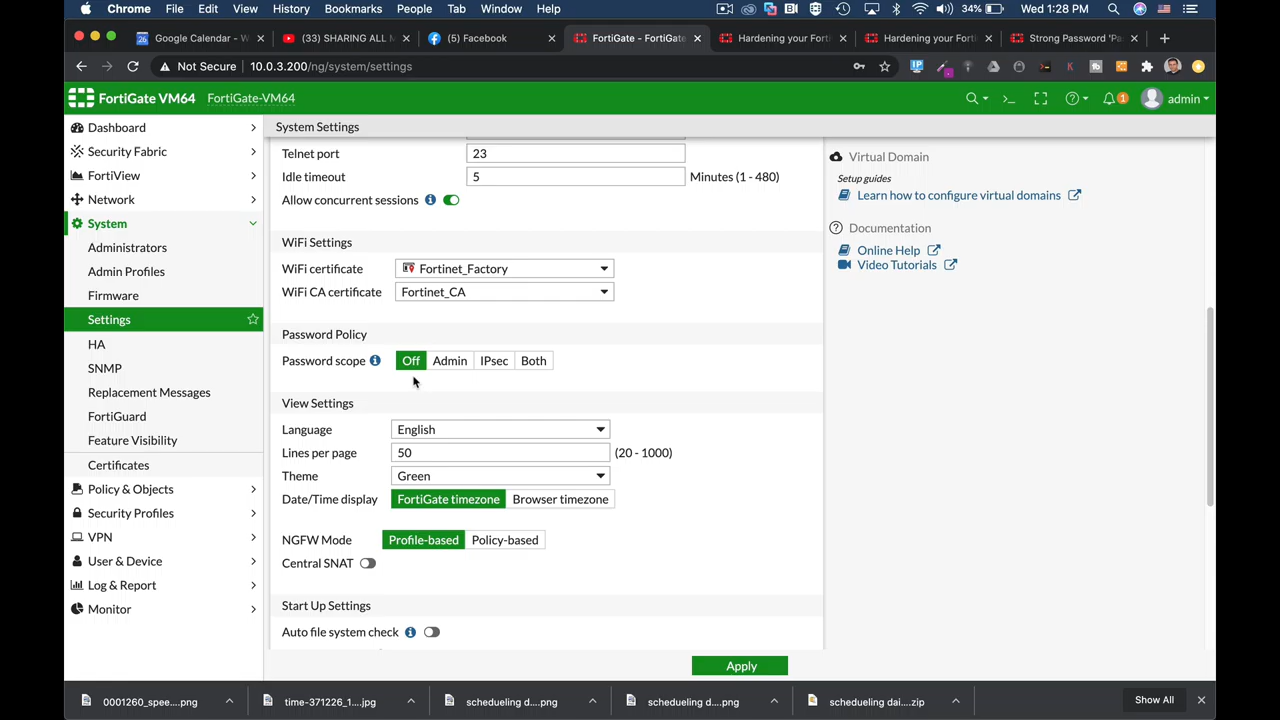 Chrome File Edit View History Bookmarks People Tab Window Help 34% Wed 1:28 PM
Google Calendar - W (33) SHARING ALL M (5) Facebook FortiGate - FortiGate Hardening your Forti Hardening your Forti Strong Password 'Pa
Not Secure 10.0.3.200/ng/system/settings
FortiGate VM64 FortiGate-VM64 1 admin
Dashboard
Security Fabric
FortiView
Network
System
Administrators
Admin Profiles
Firmware
Settings
HA
SNMP
Replacement Messages
FortiGuard
Feature Visibility
Certificates
Policy & Objects
Security Profiles
VPN
User & Device
Log & Report
Monitor
System Settings
Telnet port 23
Idle timeout 5 Minutes (1 - 480)
Allow concurrent sessions
WiFi Settings
WiFi certificate Fortinet_Factory
WiFi CA certificate Fortinet_CA
Password Policy
Password scope Off Admin IPsec Both
View Settings
Language English
Lines per page 50 (20 - 1000)
Theme Green
Date/Time display FortiGate timezone Browser timezone
NGFW Mode Profile-based Policy-based
Central SNAT
Start Up Settings
Auto file system check
Apply
Virtual Domain
Setup guides
Learn how to configure virtual domains
Documentation
Online Help
Video Tutorials
0001260_spee....png time-371226_1....jpg schedueling d....png schedueling d....png schedueling dai....zip Show All